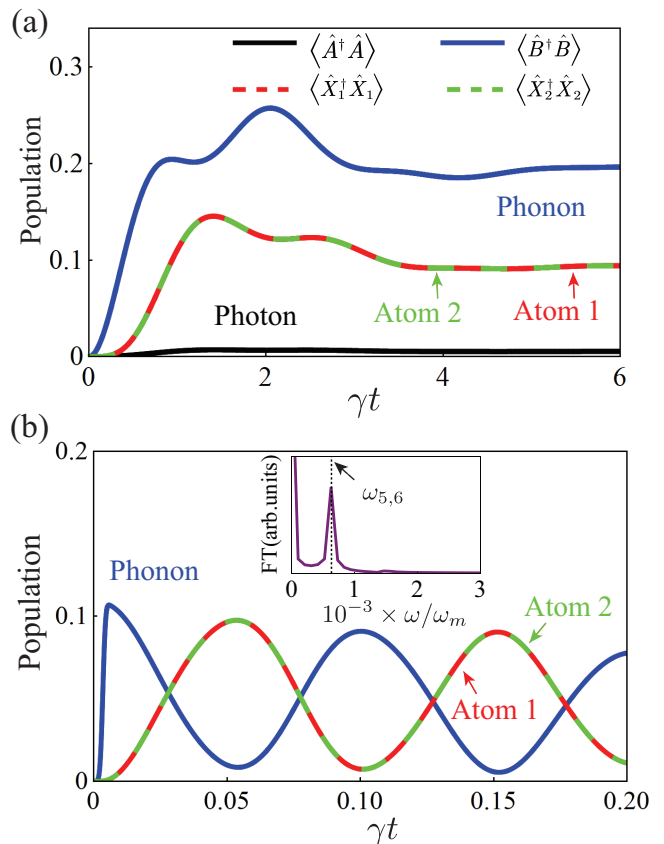 (a)
⟨Â†Â⟩ ⟨B̂†B̂⟩
⟨X̂₁†X̂₁⟩ ⟨X̂₂†X̂₂⟩
0.3
0.2
0.1
0
Population
Phonon
Photon
Atom 2
Atom 1
0 2 4 6
γt
(b)
0.2
0.1
0
Population
Phonon
FT(arb.units)
ω₅,₆
0 1 2 3
10⁻³ × ω/ωₘ
Atom 2
Atom 1
0 0.05 0.10 0.15 0.20
γt